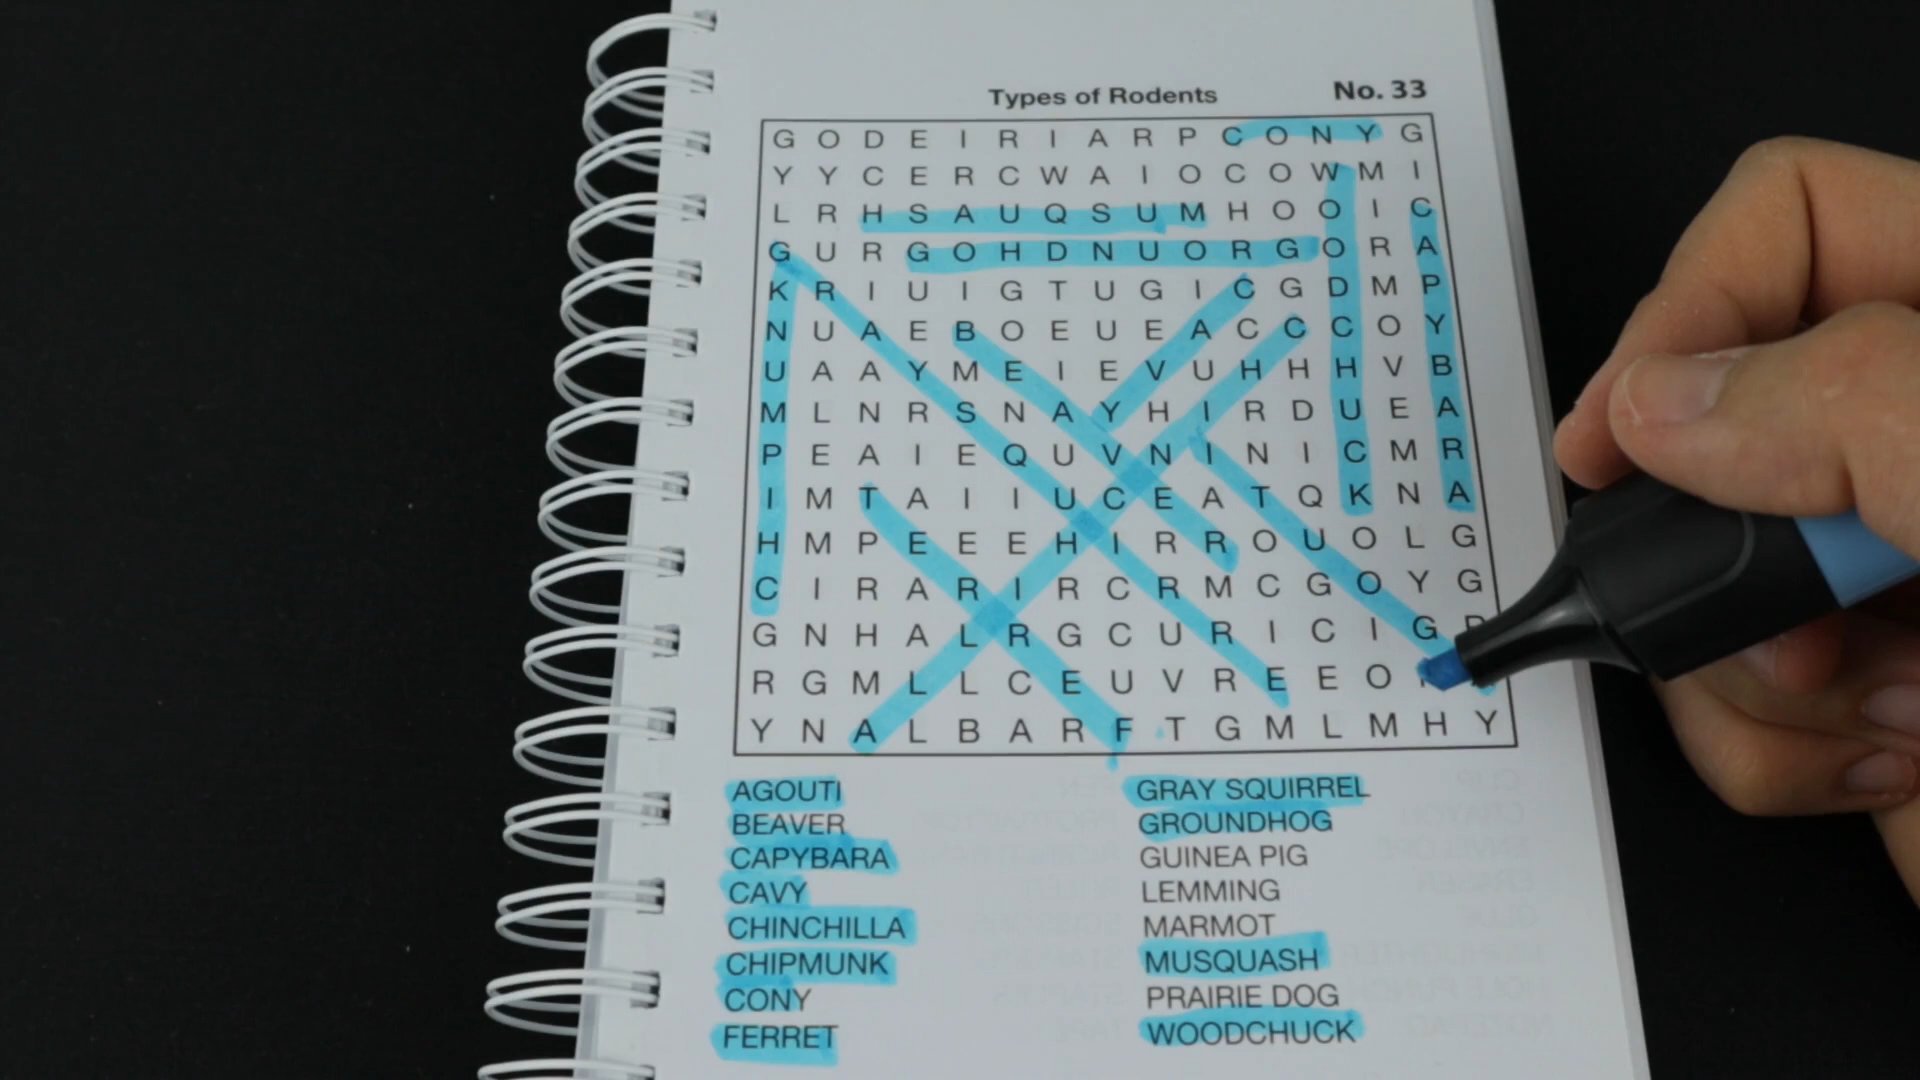 Types of Rodents No. 33
G O D E I R I A R P C O N Y G
Y Y C E R C W A I O C O W M I
L R H S A U Q S U M H O O I C
G U R G O H D N U O R G O R A
K R I U I G T U G I C G D M P
N U A E B O E U E A C C C O Y
U A A Y M E I E V U H H H V B
M L N R S N A Y H I R D U E A
P E A I E Q U V N I N I C M R
I M T A I I U C E A T Q K N A
H M P E E E H I R R O U O L G
C I R A R I R C R M C G O Y G
G N H A L R G C U R I C I G
R G M L L C E U V R E E O
Y N A L B A R F T G M L M H Y
AGOUTI GRAY SQUIRREL
BEAVER GROUNDHOG
CAPYBARA GUINEA PIG
CAVY LEMMING
CHINCHILLA MARMOT
CHIPMUNK MUSQUASH
CONY PRAIRIE DOG
FERRET WOODCHUCK